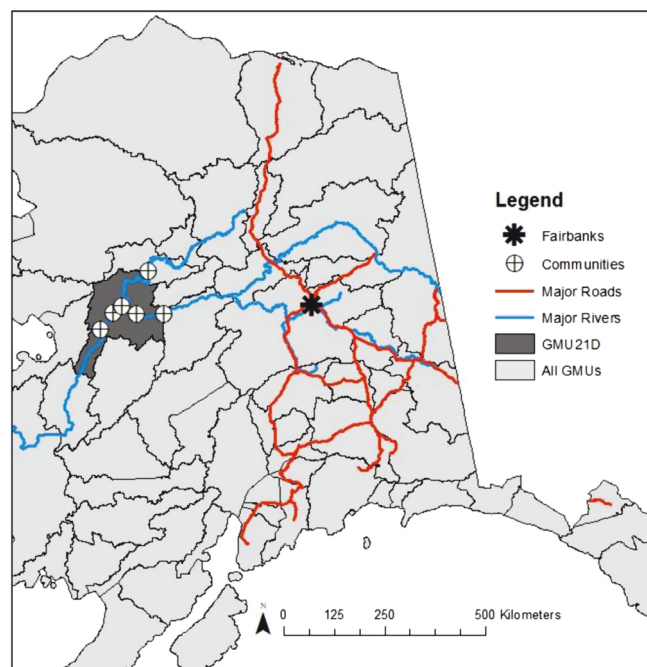 Legend
Fairbanks
Communities
Major Roads
Major Rivers
GMU21D
All GMUs
N
0 125 250 500 Kilometers